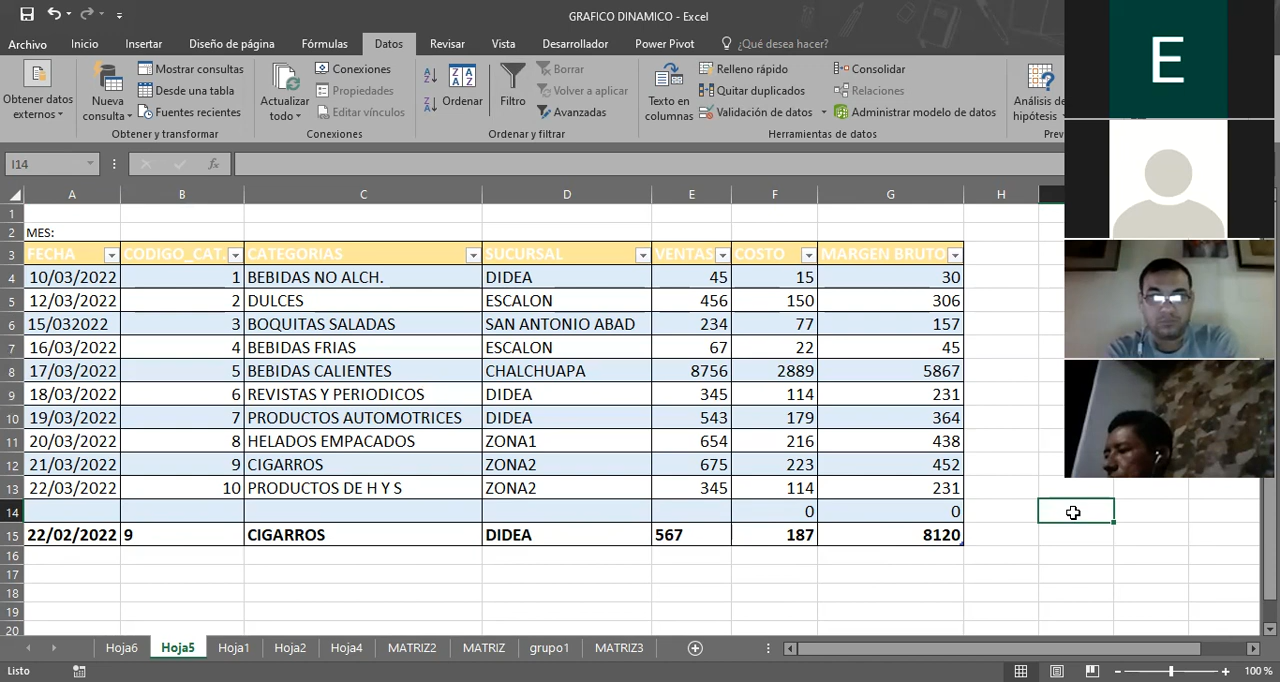 GRAFICO DINAMICO - Excel
Archivo Inicio Insertar Diseño de página Fórmulas Datos Revisar Vista Desarrollador Power Pivot ¿Qué desea hacer?
Obtener datos externos
Nueva consulta
Mostrar consultas
Desde una tabla
Fuentes recientes
Obtener y transformar
Actualizar todo
Conexiones
Propiedades
Editar vínculos
Conexiones
Ordenar
Filtro
Borrar
Volver a aplicar
Avanzadas
Ordenar y filtrar
Texto en columnas
Relleno rápido
Quitar duplicados
Validación de datos
Consolidar
Relaciones
Administrar modelo de datos
Herramientas de datos
Análisis de
hipótesis
E
I14
fx
A B C D E F G H
1
2 MES:
3 FECHA CODIGO_CAT. CATEGORIAS SUCURSAL VENTAS COSTO MARGEN BRUTO
4 10/03/2022 1 BEBIDAS NO ALCH. DIDEA 45 15 30
5 12/03/2022 2 DULCES ESCALON 456 150 306
6 15/032022 3 BOQUITAS SALADAS SAN ANTONIO ABAD 234 77 157
7 16/03/2022 4 BEBIDAS FRIAS ESCALON 67 22 45
8 17/03/2022 5 BEBIDAS CALIENTES CHALCHUAPA 8756 2889 5867
9 18/03/2022 6 REVISTAS Y PERIODICOS DIDEA 345 114 231
10 19/03/2022 7 PRODUCTOS AUTOMOTRICES DIDEA 543 179 364
11 20/03/2022 8 HELADOS EMPACADOS ZONA1 654 216 438
12 21/03/2022 9 CIGARROS ZONA2 675 223 452
13 22/03/2022 10 PRODUCTOS DE H Y S ZONA2 345 114 231
14 0 0
15 22/02/2022 9 CIGARROS DIDEA 567 187 8120
16
17
18
19
20
Hoja6 Hoja5 Hoja1 Hoja2 Hoja4 MATRIZ2 MATRIZ grupo1 MATRIZ3
Listo
100 %